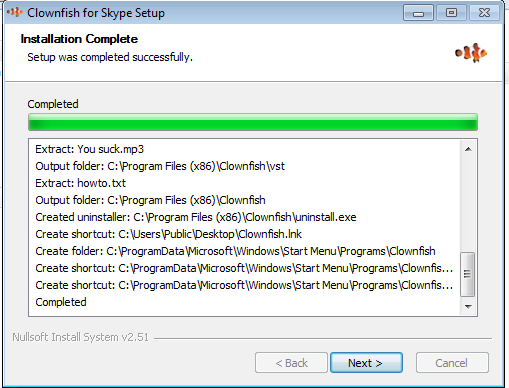 Clownfish for Skype Setup
Installation Complete
Setup was completed successfully.
Completed
Extract: You suck.mp3
Output folder: C:\Program Files (x86)\Clownfish\vst
Extract: howto.txt
Output folder: C:\Program Files (x86)\Clownfish
Created uninstaller: C:\Program Files (x86)\Clownfish\uninstall.exe
Create shortcut: C:\Users\Public\Desktop\Clownfish.lnk
Create folder: C:\ProgramData\Microsoft\Windows\Start Menu\Programs\Clownfish
Create shortcut: C:\ProgramData\Microsoft\Windows\Start Menu\Programs\Clownfis...
Create shortcut: C:\ProgramData\Microsoft\Windows\Start Menu\Programs\Clownfis...
Completed
Nullsoft Install System v2.51
< Back Next > Cancel